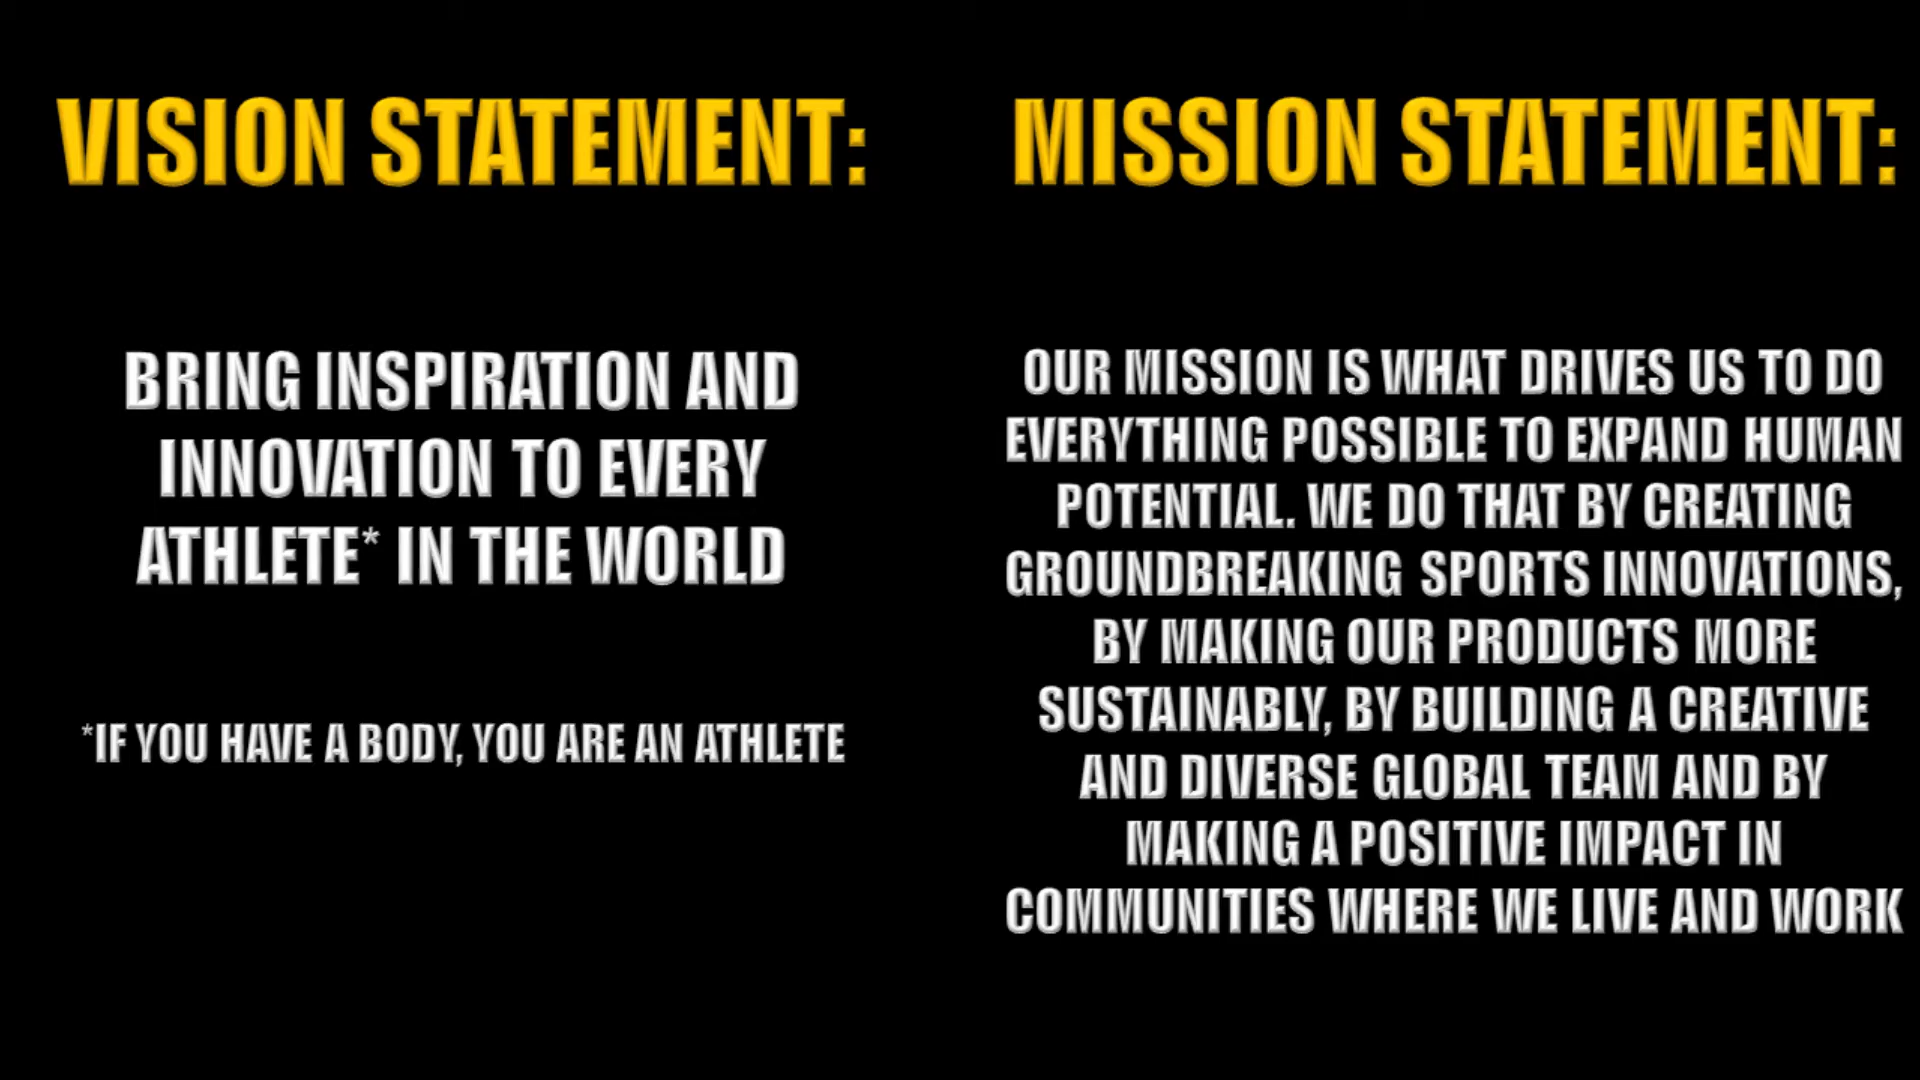 VISION STATEMENT:
BRING INSPIRATION AND
INNOVATION TO EVERY
ATHLETE* IN THE WORLD
*IF YOU HAVE A BODY, YOU ARE AN ATHLETE
MISSION STATEMENT:
OUR MISSION IS WHAT DRIVES US TO DO
EVERYTHING POSSIBLE TO EXPAND HUMAN
POTENTIAL. WE DO THAT BY CREATING
GROUNDBREAKING SPORTS INNOVATIONS,
BY MAKING OUR PRODUCTS MORE
SUSTAINABLY, BY BUILDING A CREATIVE
AND DIVERSE GLOBAL TEAM AND BY
MAKING A POSITIVE IMPACT IN
COMMUNITIES WHERE WE LIVE AND WORK